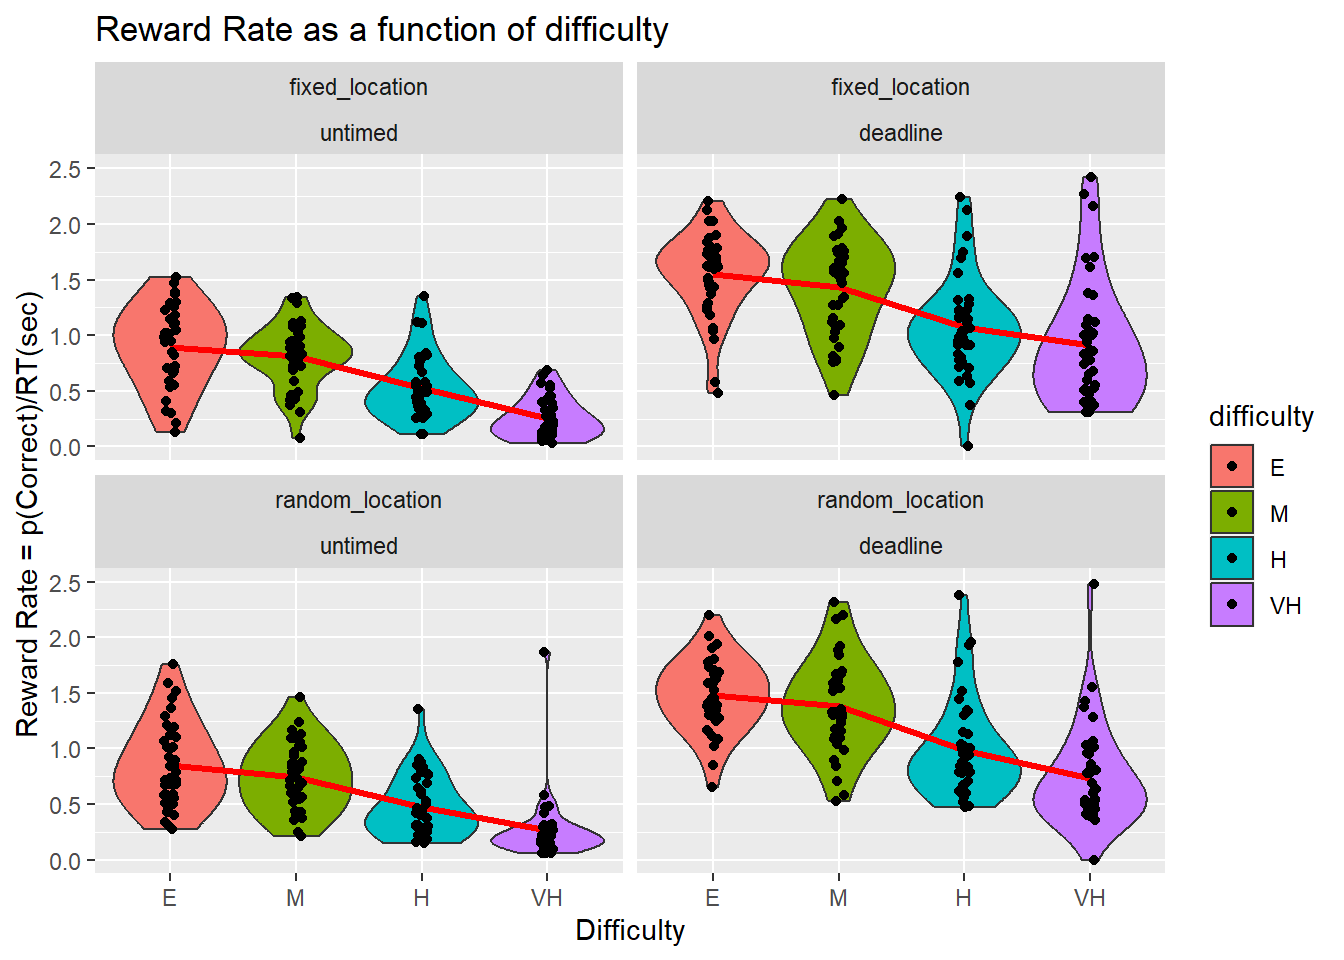 Reward Rate as a function of difficulty
fixed_location
untimed
fixed_location
deadline
2.5
2.0
1.5
1.0
0.5
0.0
random_location
untimed
random_location
deadline
2.5
2.0
1.5
1.0
0.5
0.0
Reward Rate = p(Correct)/RT(sec)
E
M
H
VH
E
M
H
VH
Difficulty
difficulty
E
M
H
VH